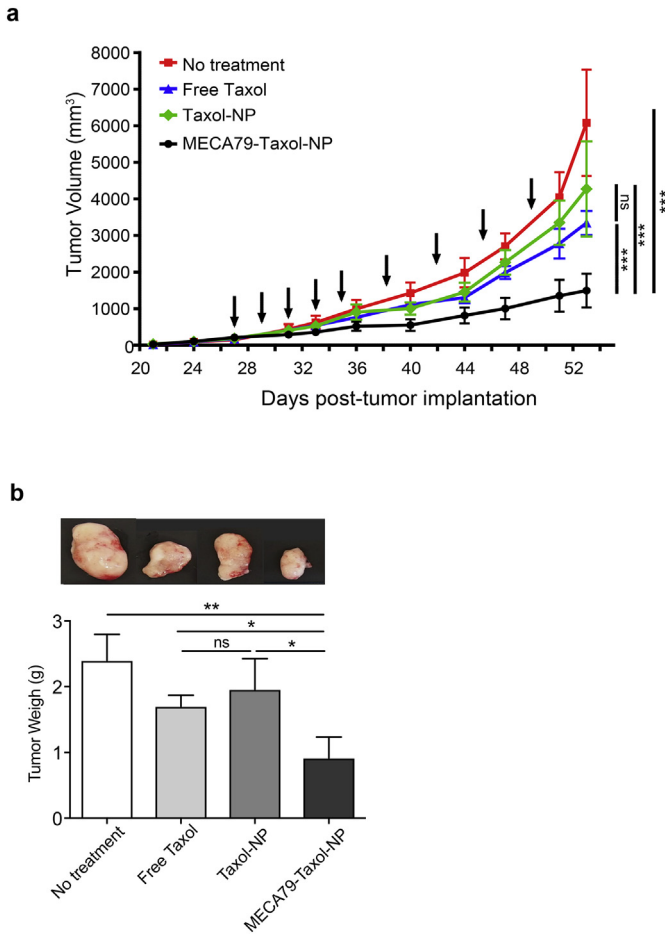 a
8000
7000
6000
5000
4000
3000
2000
1000
0
Tumor Volume (mm³)
No treatment
Free Taxol
Taxol-NP
MECA79-Taxol-NP
ns
***
***
***
20 24 28 32 36 40 44 48 52
Days post-tumor implantation
b
**
*
ns *
3
2
1
0
Tumor Weigh (g)
No treatment
Free Taxol
Taxol-NP
MECA79-Taxol-NP